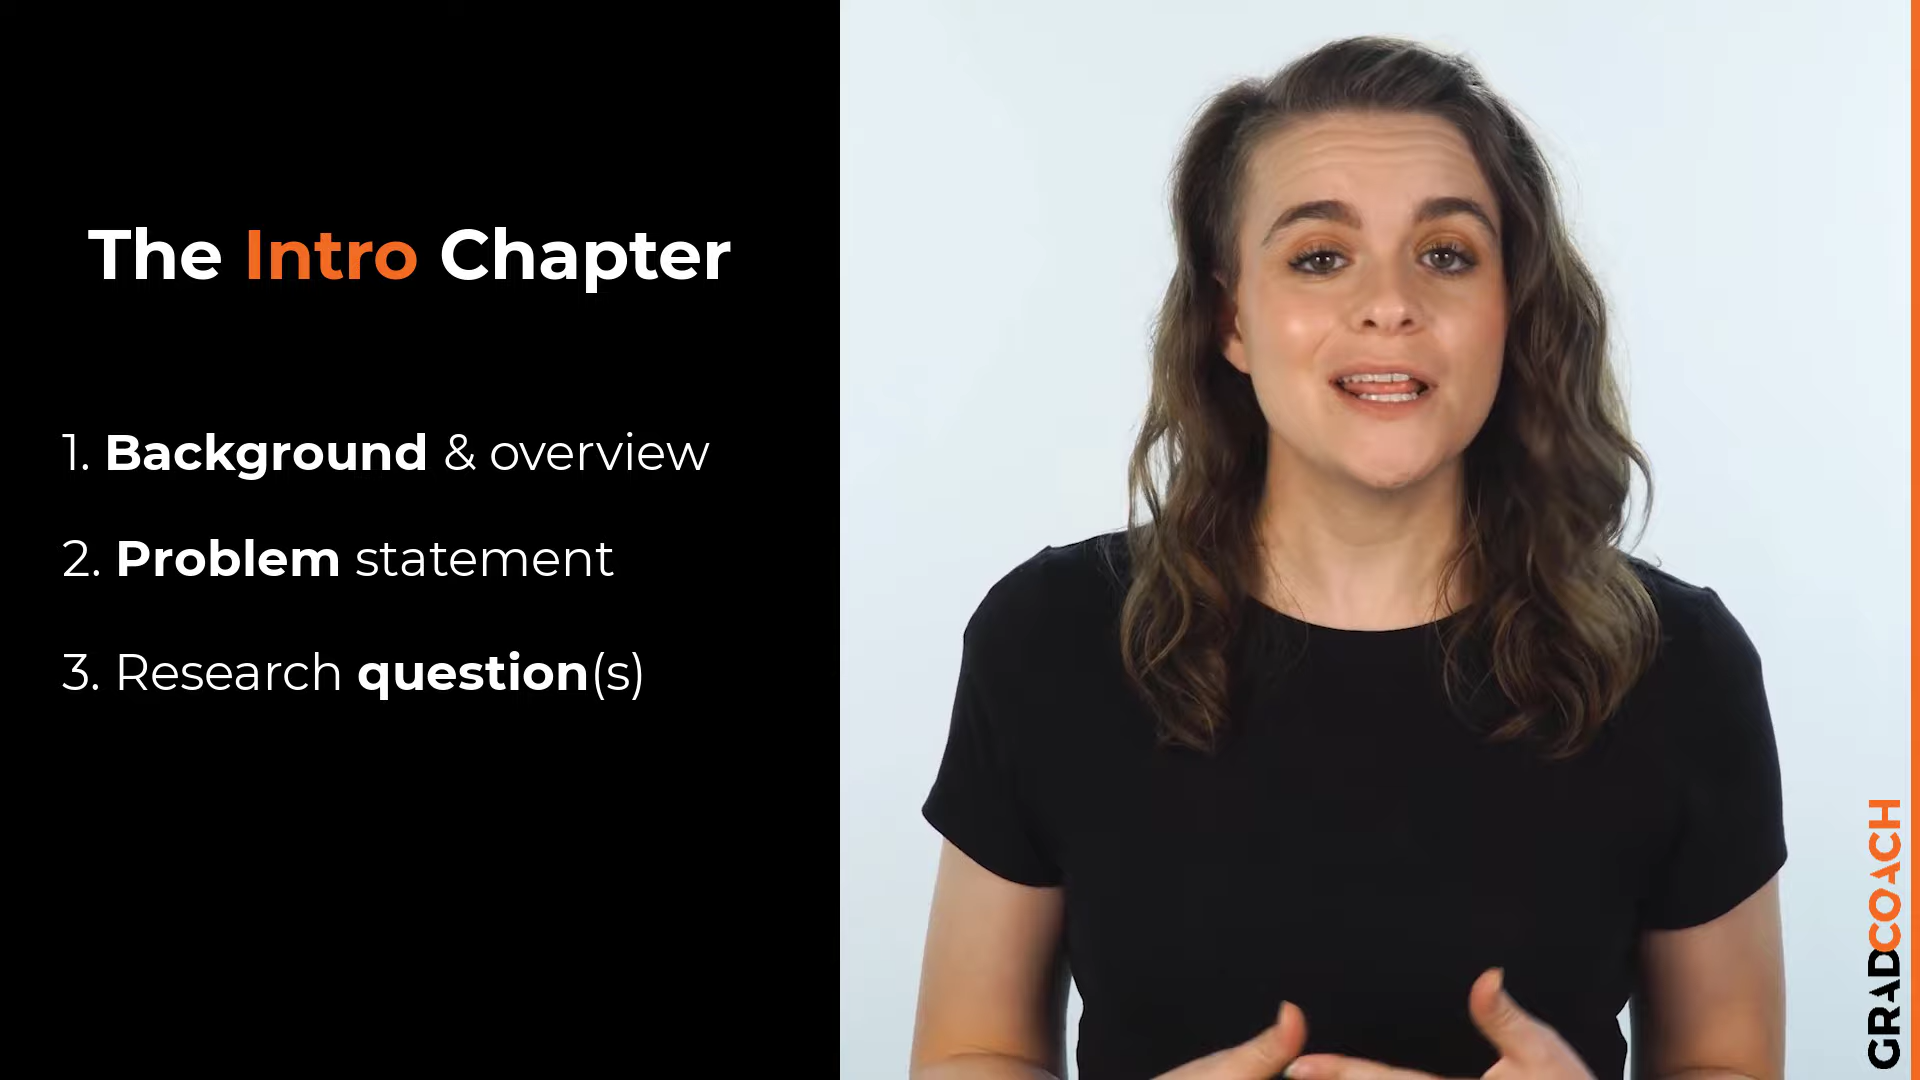 The Intro Chapter
1. Background & overview
2. Problem statement
3. Research question(s)
GRADCOACH